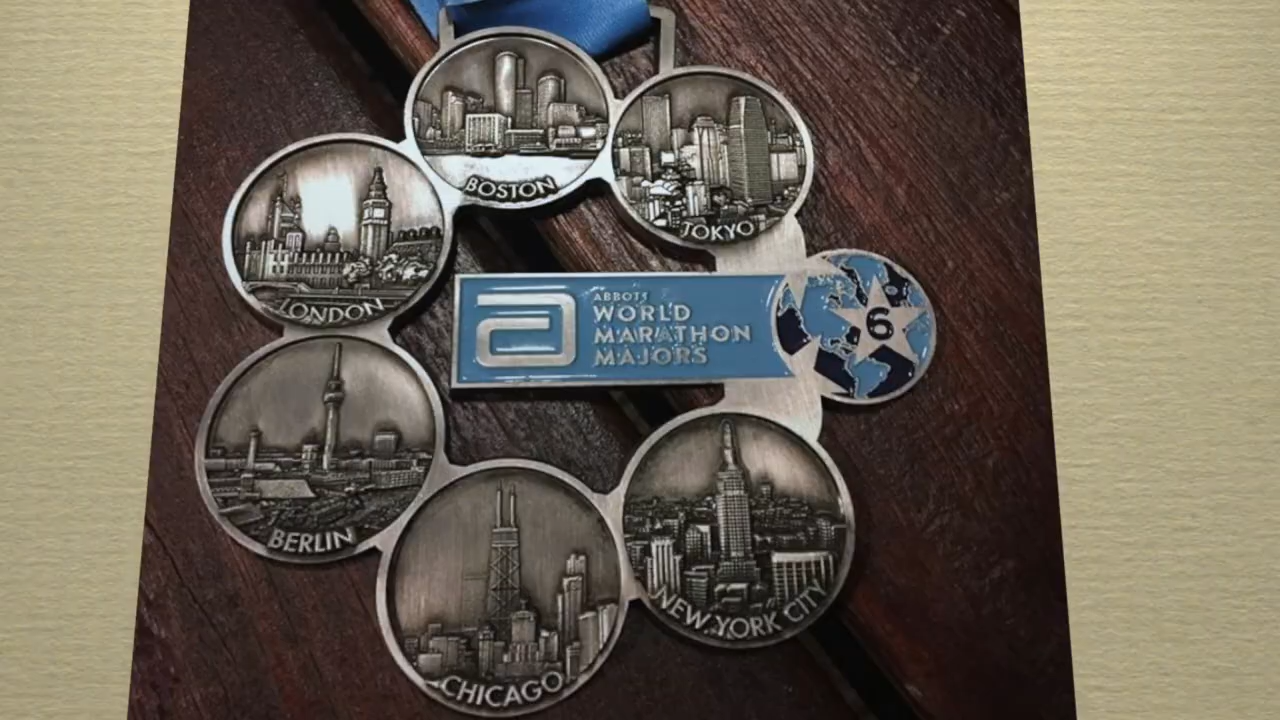 BOSTON
TOKYO
LONDON
ABBOTT
WORLD
MARATHON
MAJORS
6
BERLIN
NEW YORK CITY
CHICAGO